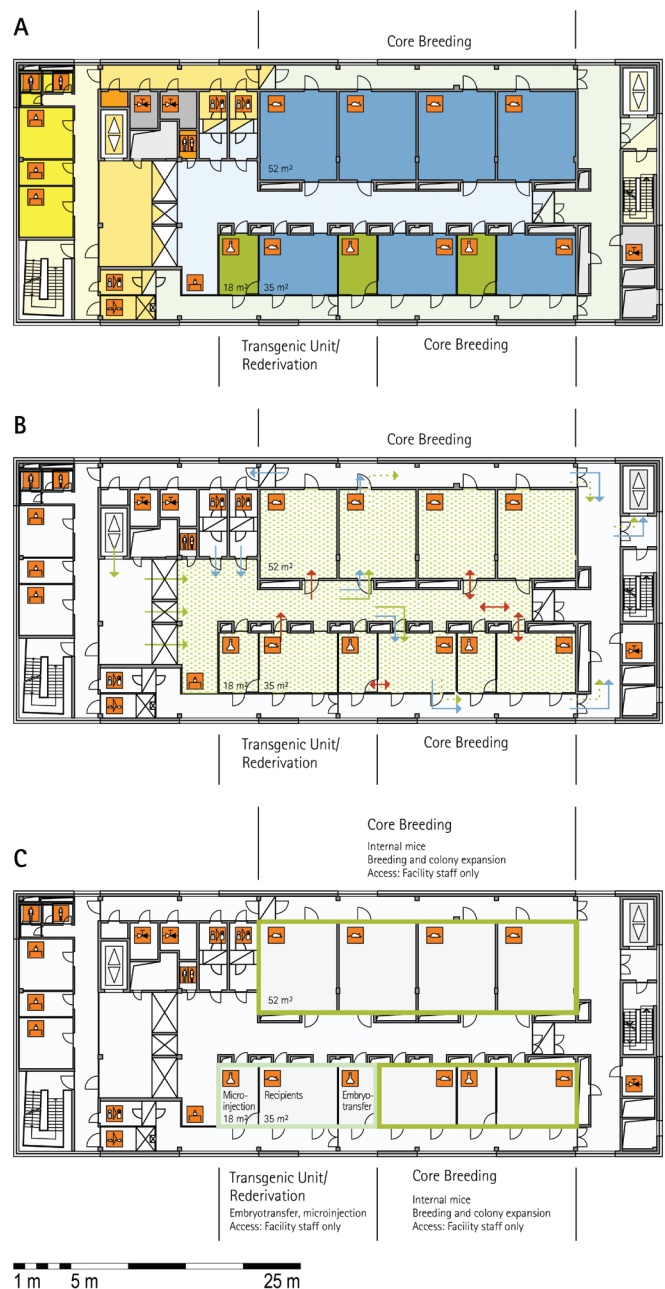 A
Core Breeding
52 m²
18 m²
35 m²
Transgenic Unit/
Rederivation
Core Breeding
B
Core Breeding
52 m²
18 m²
35 m²
Transgenic Unit/
Rederivation
Core Breeding
C
Core Breeding
Internal mice
Breeding and colony expansion
Access: Facility staff only
52 m²
Micro-
injection
18 m²
Recipients
35 m²
Embryo-
transfer
Transgenic Unit/
Rederivation
Embryotransfer, microinjection
Access: Facility staff only
Core Breeding
Internal mice
Breeding and colony expansion
Access: Facility staff only
1 m 5 m 25 m